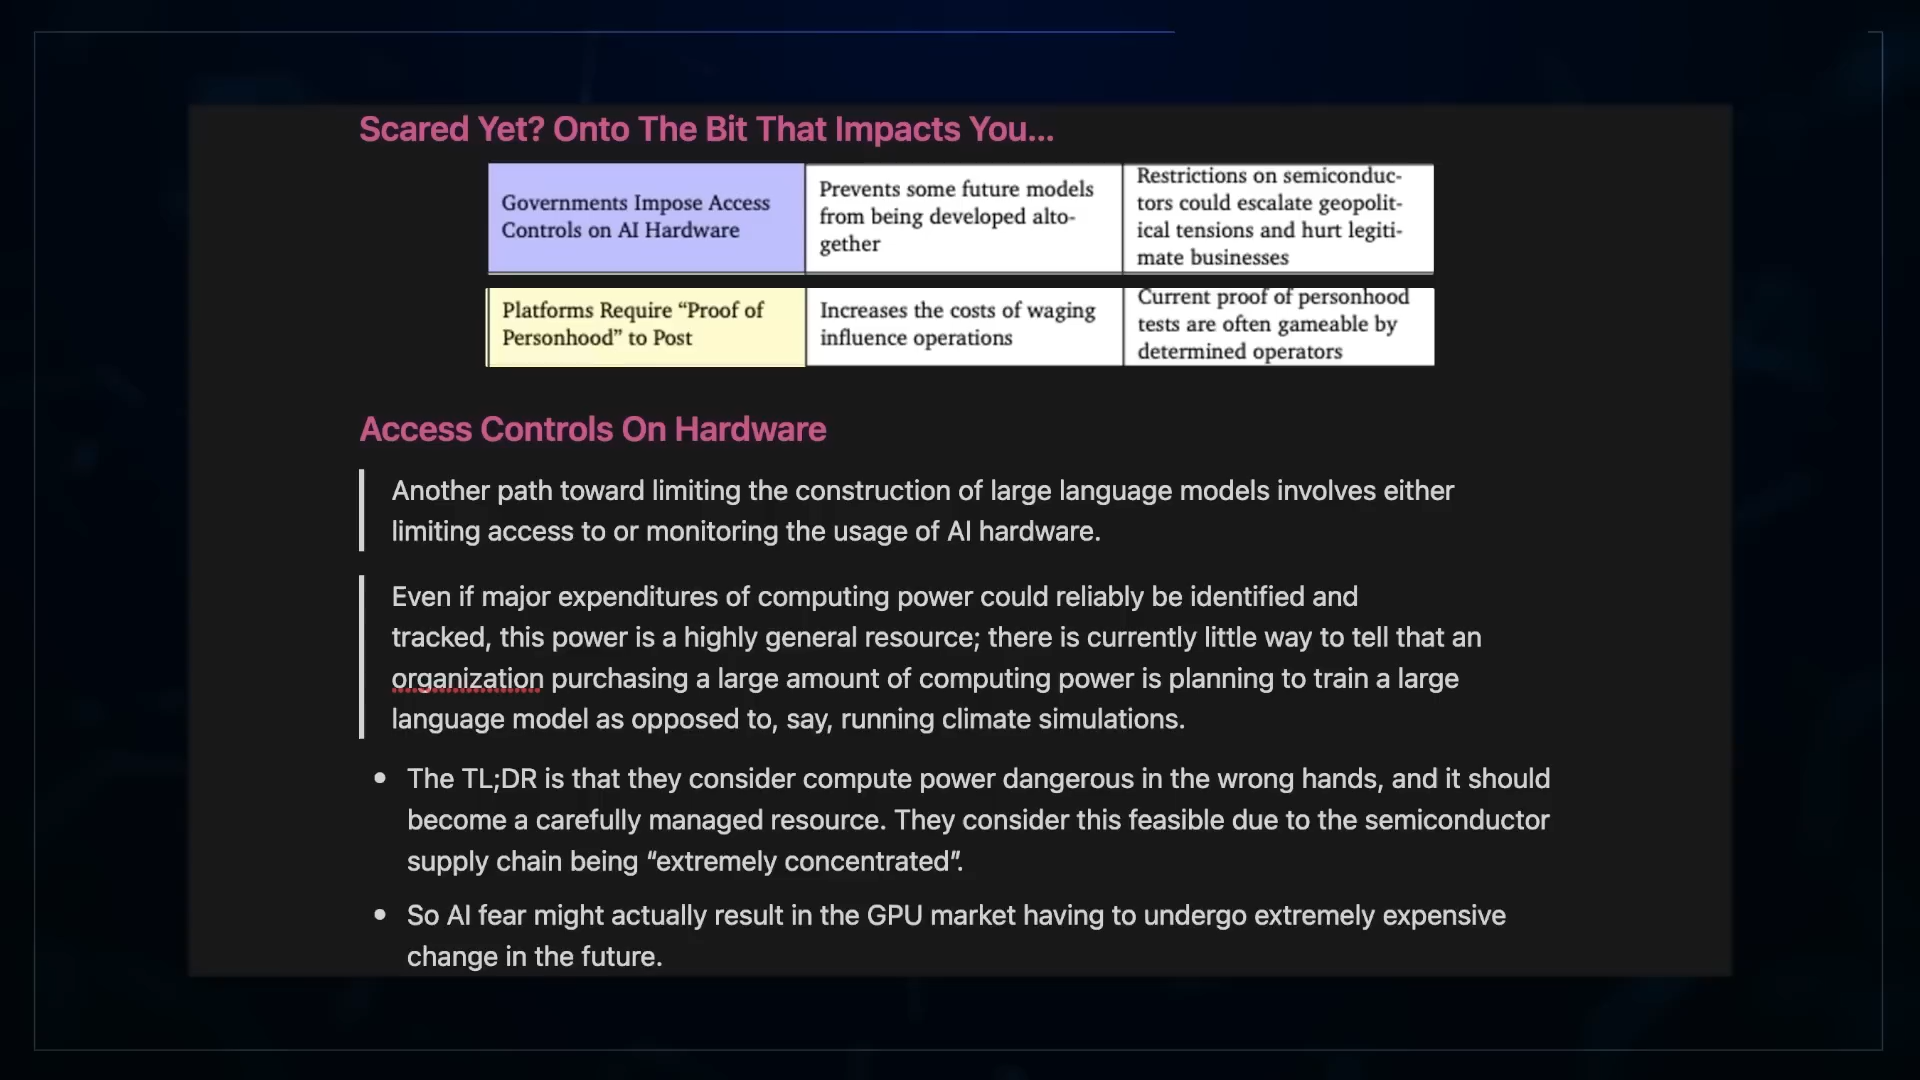 Scared Yet? Onto The Bit That Impacts You...
Governments Impose Access
Controls on AI Hardware
Prevents some future models
from being developed alto-
gether
Restrictions on semiconduc-
tors could escalate geopolit-
ical tensions and hurt legiti-
mate businesses
Platforms Require “Proof of
Personhood” to Post
Increases the costs of waging
influence operations
Current proof of personhood
tests are often gameable by
determined operators
Access Controls On Hardware
Another path toward limiting the construction of large language models involves either
limiting access to or monitoring the usage of AI hardware.
Even if major expenditures of computing power could reliably be identified and
tracked, this power is a highly general resource; there is currently little way to tell that an
organization purchasing a large amount of computing power is planning to train a large
language model as opposed to, say, running climate simulations.
• The TL;DR is that they consider compute power dangerous in the wrong hands, and it should
become a carefully managed resource. They consider this feasible due to the semiconductor
supply chain being “extremely concentrated”.
• So AI fear might actually result in the GPU market having to undergo extremely expensive
change in the future.